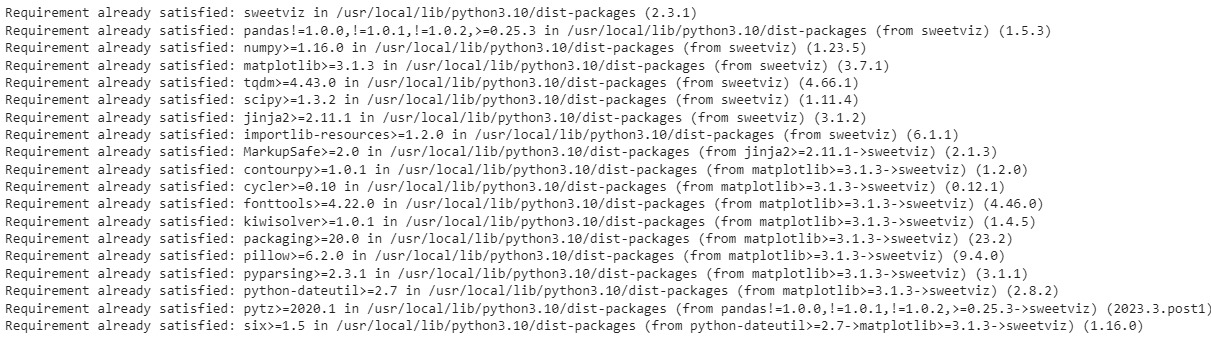 Requirement already satisfied: sweetviz in /usr/local/lib/python3.10/dist-packages (2.3.1)
Requirement already satisfied: pandas!=1.0.0,!=1.0.1,!=1.0.2,>=0.25.3 in /usr/local/lib/python3.10/dist-packages (from sweetviz) (1.5.3)
Requirement already satisfied: numpy>=1.16.0 in /usr/local/lib/python3.10/dist-packages (from sweetviz) (1.23.5)
Requirement already satisfied: matplotlib>=3.1.3 in /usr/local/lib/python3.10/dist-packages (from sweetviz) (3.7.1)
Requirement already satisfied: tqdm>=4.43.0 in /usr/local/lib/python3.10/dist-packages (from sweetviz) (4.66.1)
Requirement already satisfied: scipy>=1.3.2 in /usr/local/lib/python3.10/dist-packages (from sweetviz) (1.11.4)
Requirement already satisfied: jinja2>=2.11.1 in /usr/local/lib/python3.10/dist-packages (from sweetviz) (3.1.2)
Requirement already satisfied: importlib-resources>=1.2.0 in /usr/local/lib/python3.10/dist-packages (from sweetviz) (6.1.1)
Requirement already satisfied: MarkupSafe>=2.0 in /usr/local/lib/python3.10/dist-packages (from jinja2>=2.11.1->sweetviz) (2.1.3)
Requirement already satisfied: contourpy>=1.0.1 in /usr/local/lib/python3.10/dist-packages (from matplotlib>=3.1.3->sweetviz) (1.2.0)
Requirement already satisfied: cycler>=0.10 in /usr/local/lib/python3.10/dist-packages (from matplotlib>=3.1.3->sweetviz) (0.12.1)
Requirement already satisfied: fonttools>=4.22.0 in /usr/local/lib/python3.10/dist-packages (from matplotlib>=3.1.3->sweetviz) (4.46.0)
Requirement already satisfied: kiwisolver>=1.0.1 in /usr/local/lib/python3.10/dist-packages (from matplotlib>=3.1.3->sweetviz) (1.4.5)
Requirement already satisfied: packaging>=20.0 in /usr/local/lib/python3.10/dist-packages (from matplotlib>=3.1.3->sweetviz) (23.2)
Requirement already satisfied: pillow>=6.2.0 in /usr/local/lib/python3.10/dist-packages (from matplotlib>=3.1.3->sweetviz) (9.4.0)
Requirement already satisfied: pyparsing>=2.3.1 in /usr/local/lib/python3.10/dist-packages (from matplotlib>=3.1.3->sweetviz) (3.1.1)
Requirement already satisfied: python-dateutil>=2.7 in /usr/local/lib/python3.10/dist-packages (from matplotlib>=3.1.3->sweetviz) (2.8.2)
Requirement already satisfied: pytz>=2020.1 in /usr/local/lib/python3.10/dist-packages (from pandas!=1.0.0,!=1.0.1,!=1.0.2,>=0.25.3->sweetviz) (2023.3.post1)
Requirement already satisfied: six>=1.5 in /usr/local/lib/python3.10/dist-packages (from python-dateutil>=2.7->matplotlib>=3.1.3->sweetviz) (1.16.0)